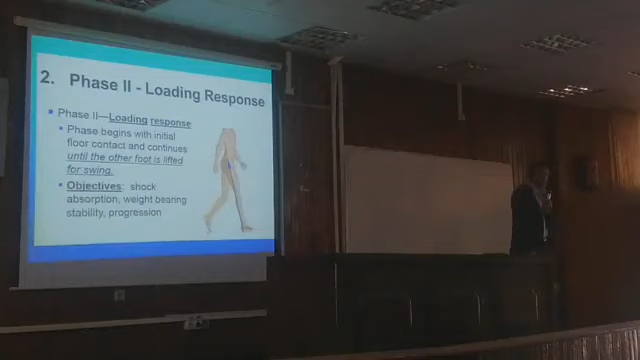 2. Phase II - Loading Response
Phase II—Loading response
Phase begins with initial
floor contact and continues
until the other foot is lifted
for swing.
Objectives: shock
absorption, weight bearing
stability, progression